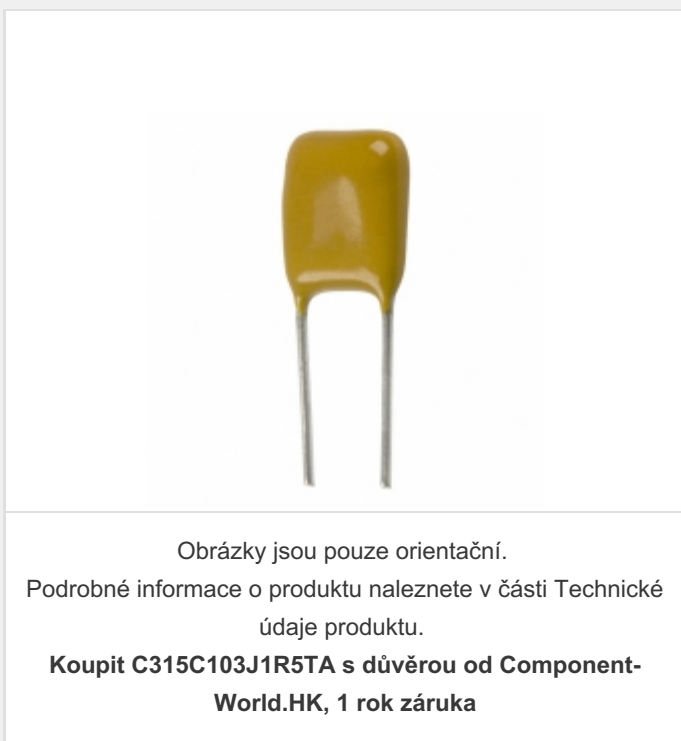 Obrázky jsou pouze orientační.
Podrobné informace o produktu naleznete v části Technické
údaje produktu.
Koupit C315C103J1R5TA s důvěrou od Component-
World.HK, 1 rok záruka